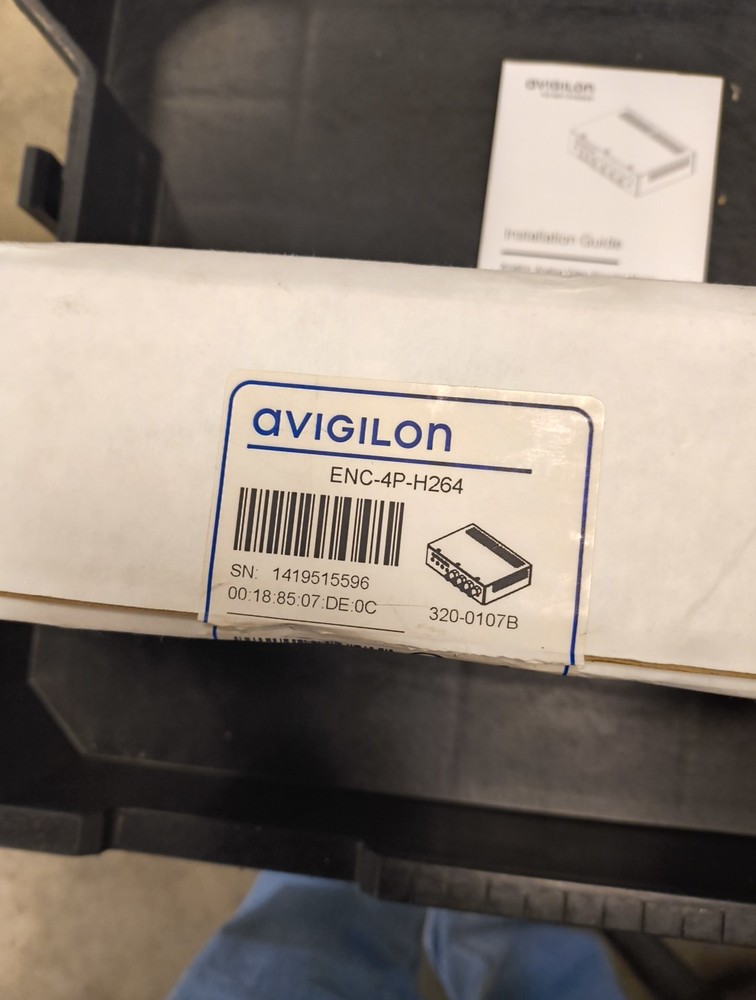 avigilon
Installation Guide
avigilon
ENC-4P-H264
SN: 1419515596
00:18:85:07:DE:0C
320-0107B